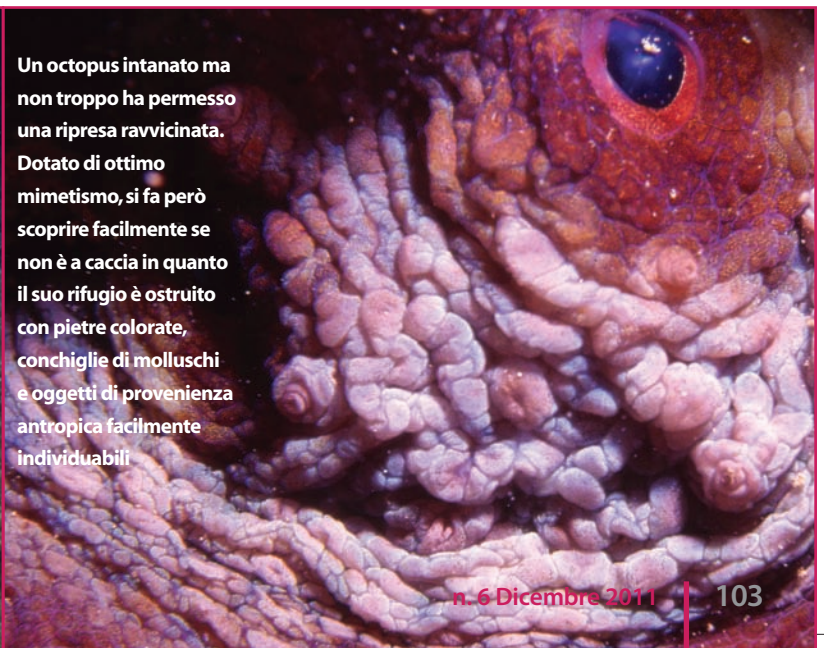 Un octopus intanato ma
non troppo ha permesso
una ripresa ravvicinata.
Dotato di ottimo
mimetismo, si fa però
scoprire facilmente se
non è a caccia in quanto
il suo rifugio è ostruito
con pietre colorate,
conchiglie di molluschi
e oggetti di provenienza
antropica facilmente
individuabili
n. 6 Dicembre 2011 103